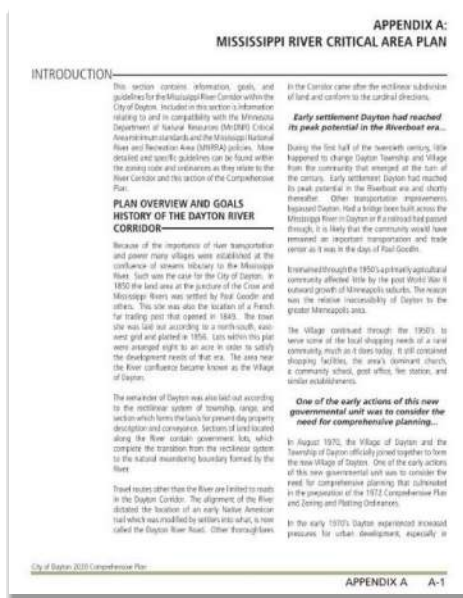 APPENDIX A:
MISSISSIPPI RIVER CRITICAL AREA PLAN
INTRODUCTION
This section contains information, goals, and
guidelines for the Mississippi River Corridor within the
City of Dayton. Included in this section is information
relating to and in compatibility with the Minnesota
Department of Natural Resources (MnDNR) Critical
Area minimum standards and the Mississippi National
River and Recreation Area (MNRRA) policies. More
detailed and specific guidelines can be found within
the zoning code and ordinances as they relate to the
River Corridor and this section of the Comprehensive
Plan.
PLAN OVERVIEW AND GOALS
HISTORY OF THE DAYTON RIVER
CORRIDOR
Because of the importance of river transportation
and power many villages were established at the
confluence of streams tributary to the Mississippi
River. Such was the case for the City of Dayton. In
1850 the land area at the juncture of the Crow and
Mississippi Rivers was settled by Paul Goodin and
others. This site was also the location of a French
fur trading post that opened in 1849. The town
site was laid out according to a north-south, east-
west grid and platted in 1856. Lots within this plat
were arranged eight to an acre in order to satisfy
the development needs of that era. The area near
the River confluence became known as the Village
of Dayton.
The remainder of Dayton was also laid out according
to the rectilinear system of township, range, and
section which forms the basis for present day property
description and conveyance. Sections of land located
along the River contain government lots, which
complete the transition from the rectilinear system
to the natural meandering boundary formed by the
River.
Travel routes other than the River are limited to roads
in the Dayton Corridor. The alignment of the River
dictated the location of an early Native American
trail which was modified by settlers into what, is now
called the Dayton River Road. Other thoroughfares
in the Corridor came after the rectilinear subdivision
of land and conform to the cardinal directions.
Early settlement Dayton had reached
its peak potential in the Riverboat era...
During the first half of the twentieth century, little
happened to change Dayton Township and Village
from the community that emerged at the turn of
the century. Early settlement Dayton had reached
its peak potential in the Riverboat era and shortly
thereafter. Other transportation improvements
bypassed Dayton. Had a bridge been built across the
Mississippi River in Dayton or if a railroad had passed
through, it is likely that the community would have
remained an important transportation and trade
center as it was in the days of Paul Goodin.
It remained through the 1950's a primarily agricultural
community affected little by the post World War II
outward growth of Minneapolis suburbs. The reason
was the relative inaccessibility of Dayton to the
greater Minneapolis area.
The Village continued through the 1950's to
serve some of the local shopping needs of a rural
community, much as it does today. It still contained
shopping facilities, the area's dominant church,
a community school, post office, fire station, and
similar establishments.
One of the early actions of this new
governmental unit was to consider the
need for comprehensive planning...
In August 1970, the Village of Dayton and the
Township of Dayton officially joined together to form
the new Village of Dayton. One of the early actions
of this new governmental unit was to consider the
need for comprehensive planning that culminated
in the preparation of the 1972 Comprehensive Plan
and Zoning and Platting Ordinances.
In the early 1970's Dayton experienced increased
pressures for urban development, especially in
City of Dayton 2030 Comprehensive Plan
APPENDIX A A-1